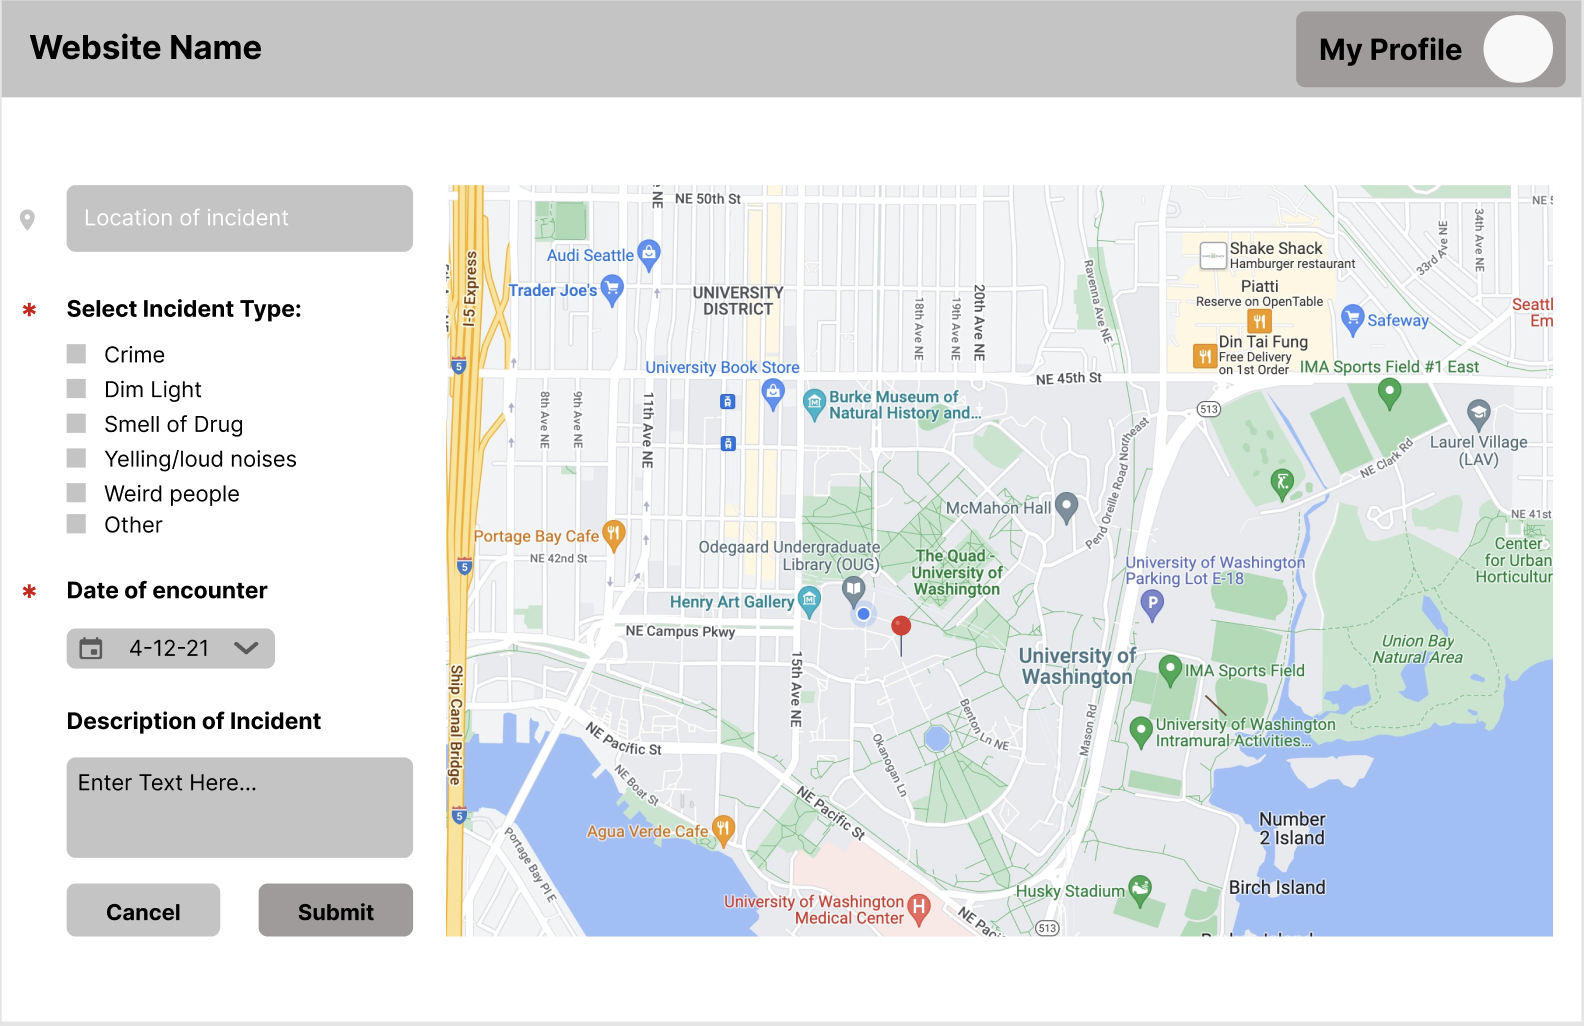 Website Name
My Profile
Location of incident
* Select Incident Type:
Crime
Dim Light
Smell of Drug
Yelling/loud noises
Weird people
Other
* Date of encounter
4-12-21
Description of Incident
Enter Text Here...
Cancel
Submit
NE 50th St
I-5 Express
Audi Seattle
Trader Joe's
UNIVERSITY
DISTRICT
18th Ave NE
19th Ave NE
20th Ave NE
Ravenna Ave NE
Shake Shack
Hamburger restaurant
Piatti
Reserve on OpenTable
Din Tai Fung
Free Delivery
on 1st Order
Safeway
33rd Ave NE
34th Ave NE
NE
5
University Book Store
NE 45th St
IMA Sports Field #1 East
8th Ave NE
9th Ave NE
11th Ave NE
Burke Museum of
Natural History and...
513
Laurel Village
(LAV)
NE Clark Rd
Pend Oreille Road Northeast
McMahon Hall
NE 41st
Portage Bay Cafe
NE 42nd St
5
Odegaard Undergraduate
Library (OUG)
The Quad -
University of
Washington
University of Washington
Parking Lot E-18
P
Center
for Urban
Horticultur
Henry Art Gallery
NE Campus Pkwy
15th Ave NE
University of
Washington
Union Bay
Natural Area
IMA Sports Field
University of Washington
Intramural Activities...
Ship Canal Bridge
NE Pacific St
Benton Ln NE
Okanogan Ln
Mason Rd
NE Boat St
NE Pacific St
5
Agua Verde Cafe
Portage Bay Pl E
Number
2 Island
Birch Island
Husky Stadium
University of Washington
Medical Center
H
513